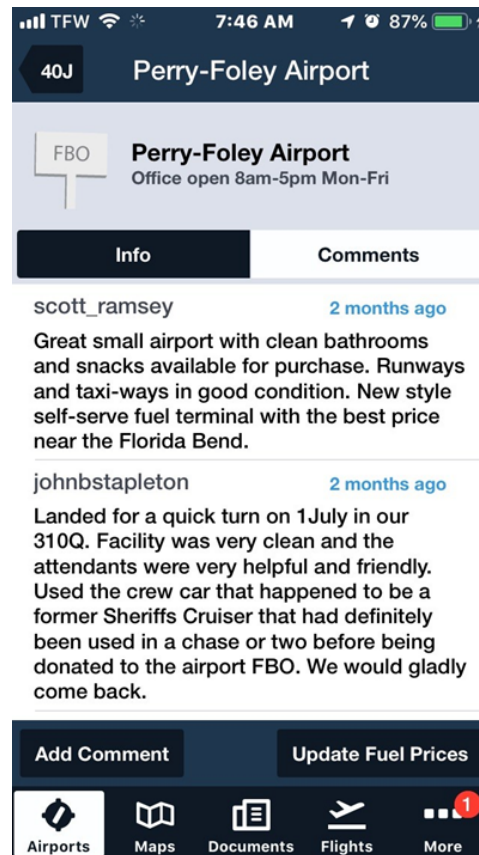 TFW 7:46 AM 87%
40J Perry-Foley Airport
FBO
Perry-Foley Airport
Office open 8am-5pm Mon-Fri
Info Comments
scott_ramsey 2 months ago
Great small airport with clean bathrooms
and snacks available for purchase. Runways
and taxi-ways in good condition. New style
self-serve fuel terminal with the best price
near the Florida Bend.
johnbstapleton 2 months ago
Landed for a quick turn on 1July in our
310Q. Facility was very clean and the
attendants were very helpful and friendly.
Used the crew car that happened to be a
former Sheriffs Cruiser that had definitely
been used in a chase or two before being
donated to the airport FBO. We would gladly
come back.
Add Comment Update Fuel Prices
1
Airports Maps Documents Flights More